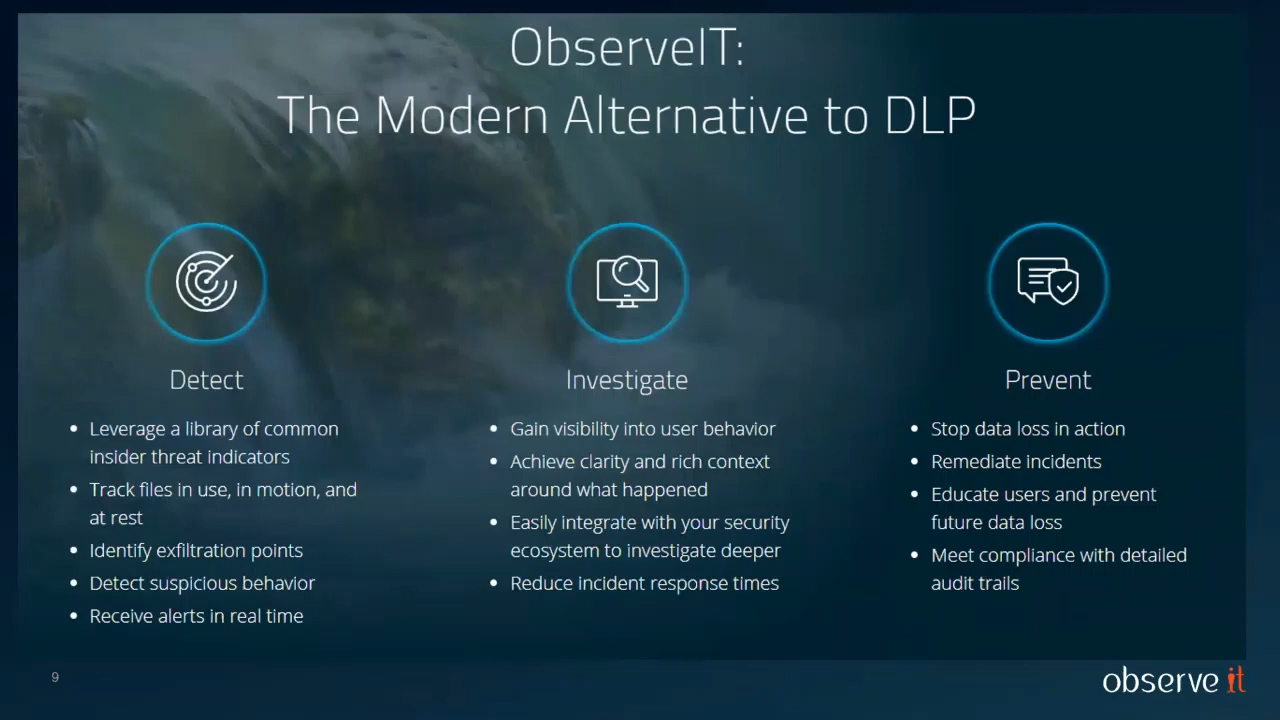 ObserveIT:
The Modern Alternative to DLP
Detect
• Leverage a library of common
insider threat indicators
• Track files in use, in motion, and
at rest
• Identify exfiltration points
• Detect suspicious behavior
• Receive alerts in real time
Investigate
• Gain visibility into user behavior
• Achieve clarity and rich context
around what happened
• Easily integrate with your security
ecosystem to investigate deeper
• Reduce incident response times
Prevent
• Stop data loss in action
• Remediate incidents
• Educate users and prevent
future data loss
• Meet compliance with detailed
audit trails
9
observe it